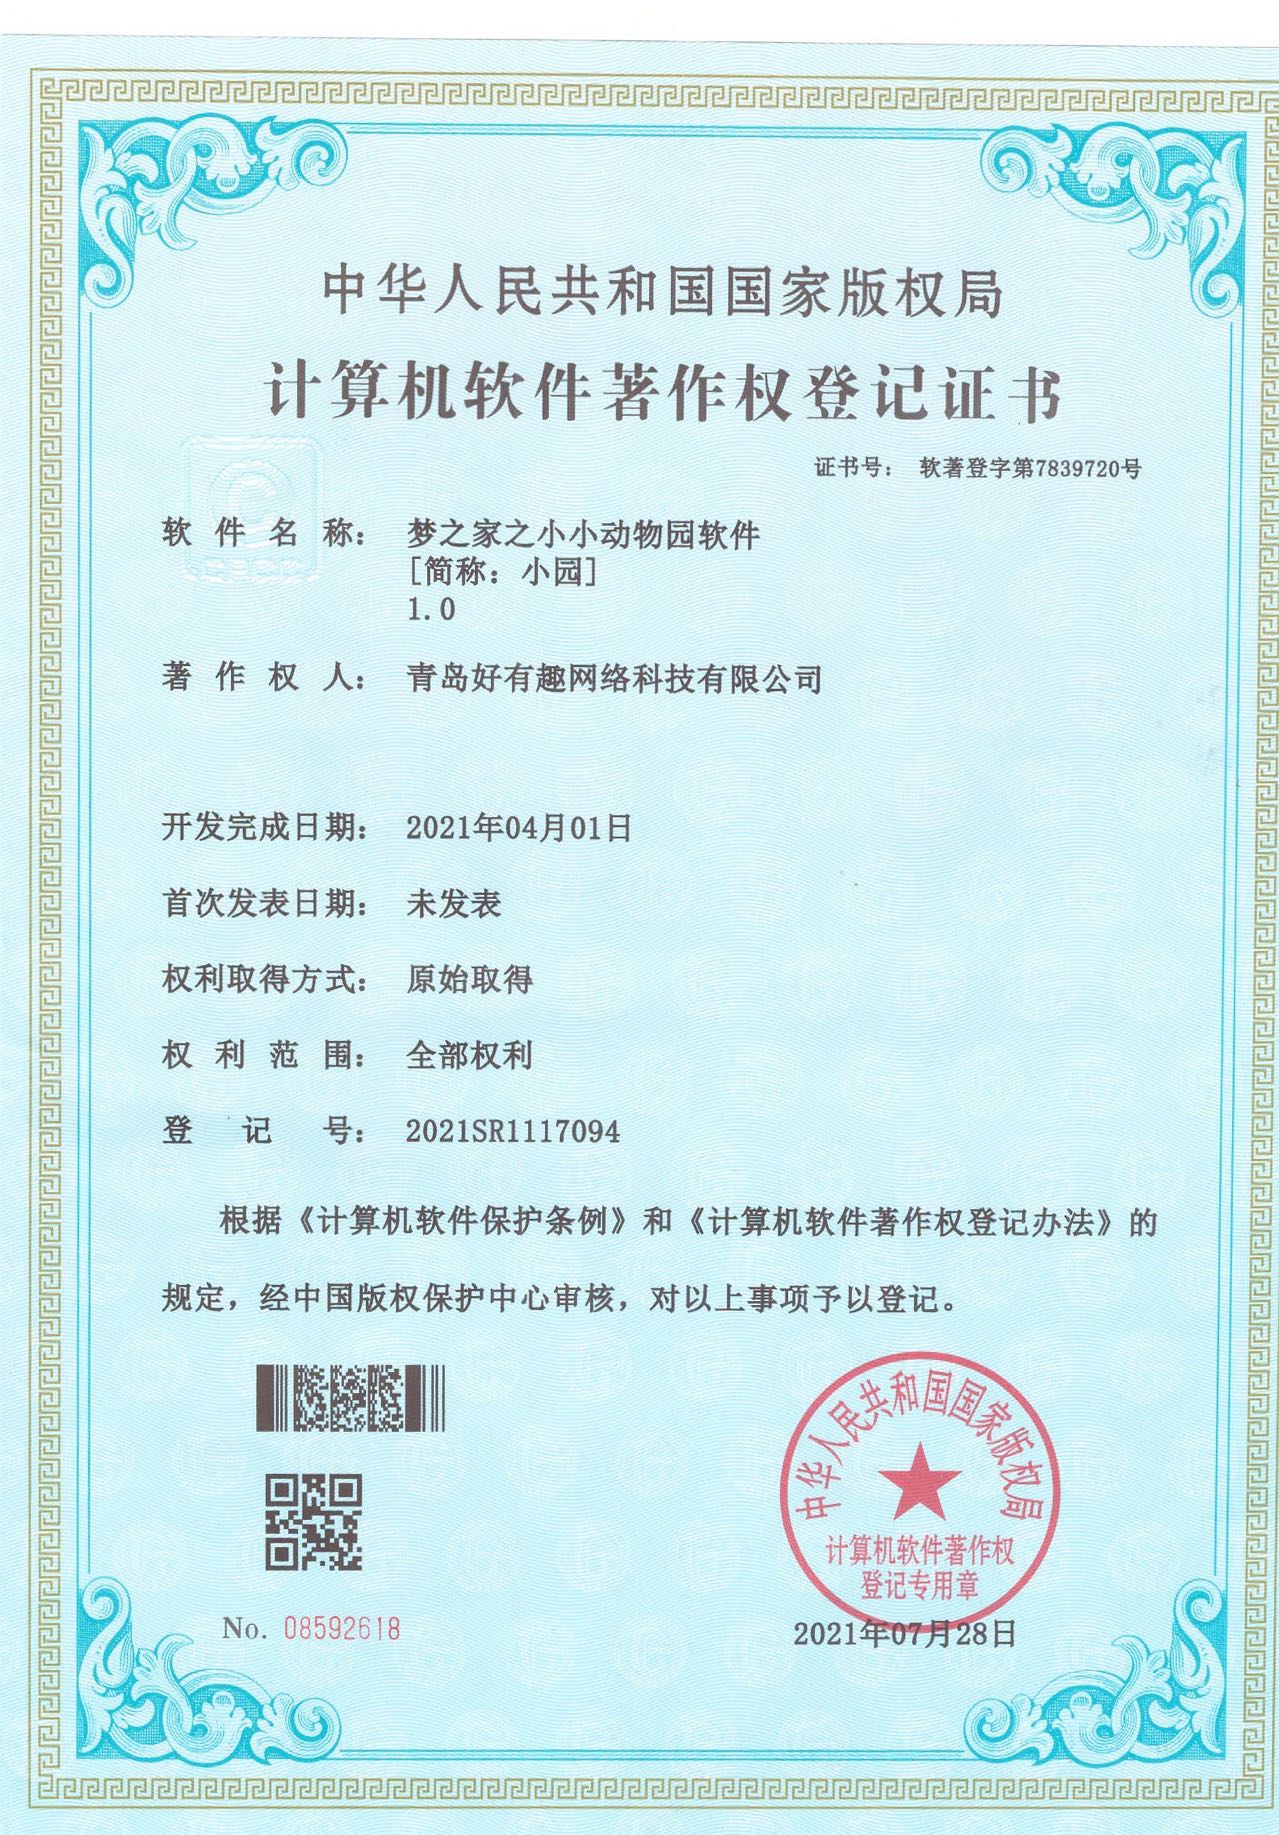 中华人民共和国国家版权局
计算机软件著作权登记证书
证书号： 软著登字第7839720号
软件名称： 梦之家之小小动物园软件
[简称：小园]
1.0
著作权人： 青岛好有趣网络科技有限公司
开发完成日期： 2021年04月01日
首次发表日期： 未发表
权利取得方式： 原始取得
权利范围： 全部权利
登记号： 2021SR1117094
根据《计算机软件保护条例》和《计算机软件著作权登记办法》的
规定，经中国版权保护中心审核，对以上事项予以登记。
中华人民共和国国家版权局
计算机软件著作权
登记专用章
No. 08592618
2021年07月28日